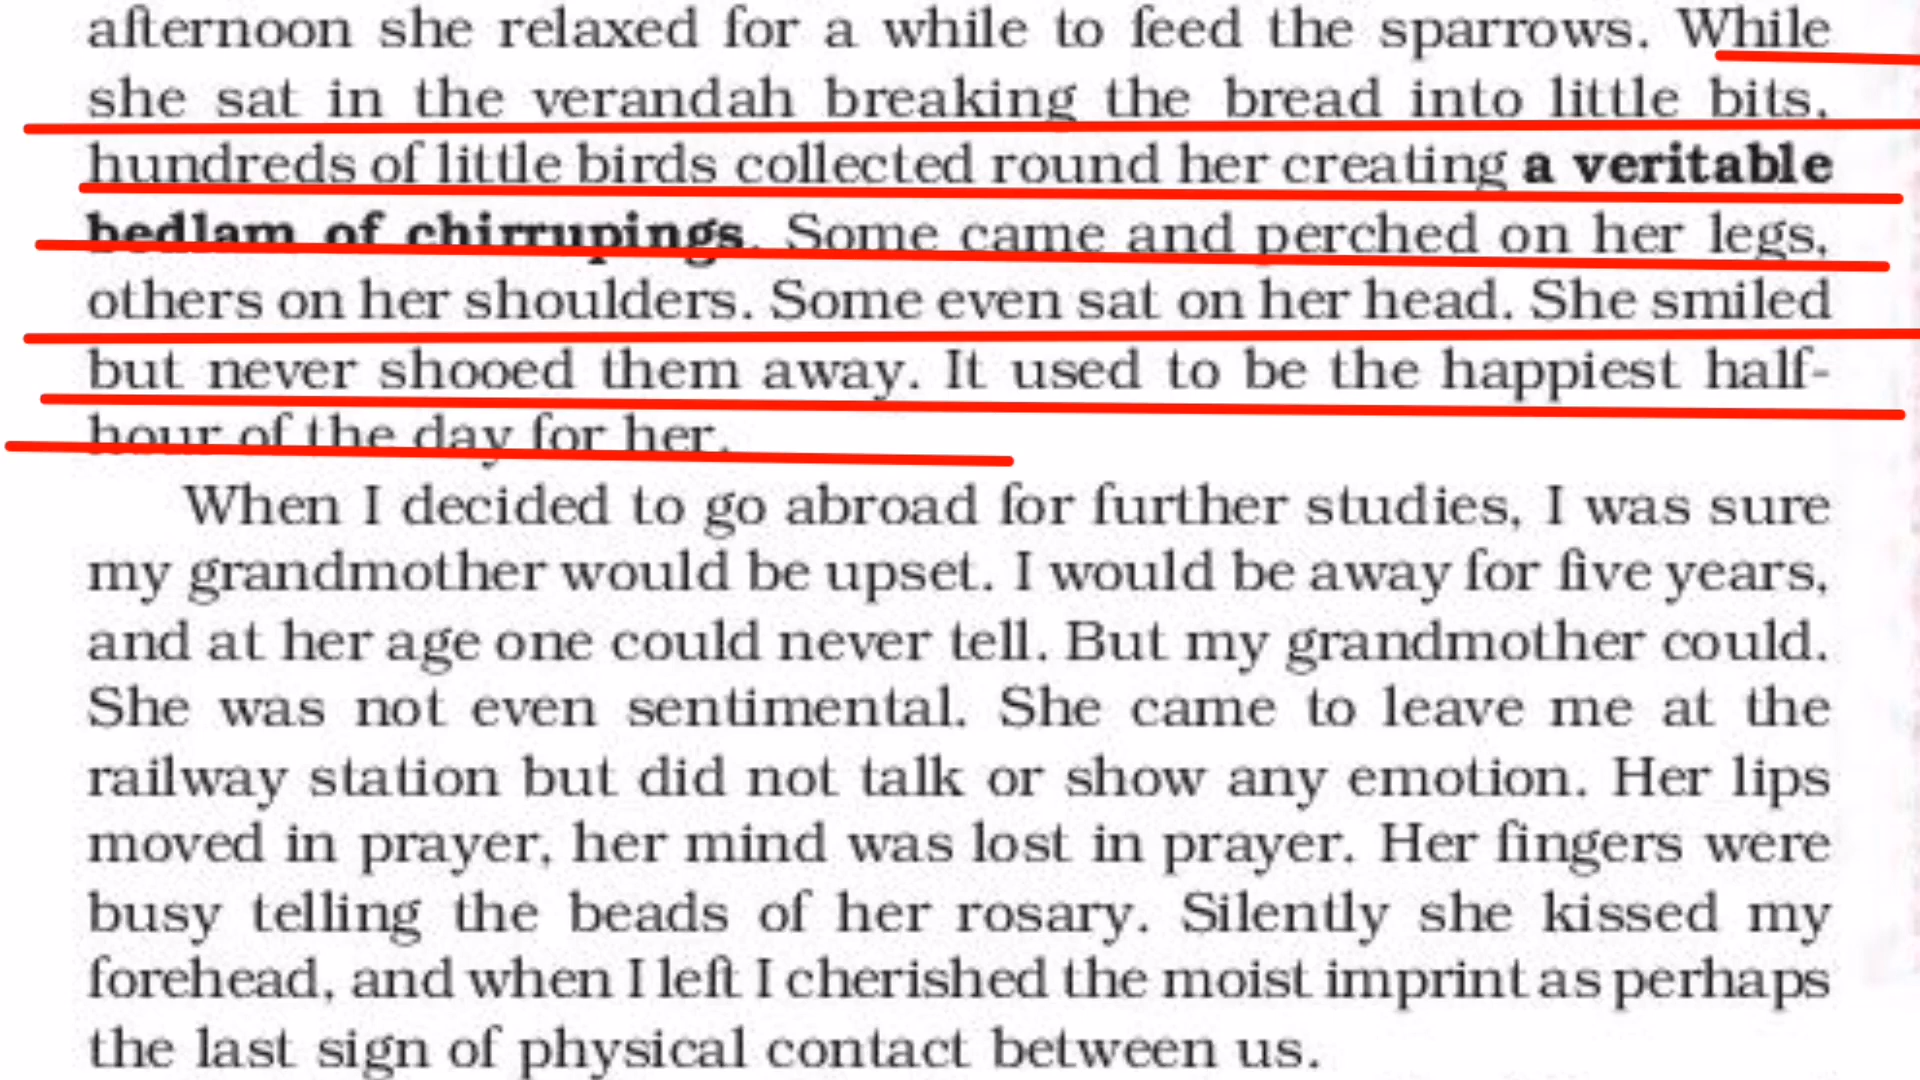 afternoon she relaxed for a while to feed the sparrows. While
she sat in the verandah breaking the bread into little bits,
hundreds of little birds collected round her creating a veritable
bedlam of chirrupings. Some came and perched on her legs,
others on her shoulders. Some even sat on her head. She smiled
but never shooed them away. It used to be the happiest half-
hour of the day for her.
When I decided to go abroad for further studies, I was sure
my grandmother would be upset. I would be away for five years,
and at her age one could never tell. But my grandmother could.
She was not even sentimental. She came to leave me at the
railway station but did not talk or show any emotion. Her lips
moved in prayer, her mind was lost in prayer. Her fingers were
busy telling the beads of her rosary. Silently she kissed my
forehead, and when I left I cherished the moist imprint as perhaps
the last sign of physical contact between us.